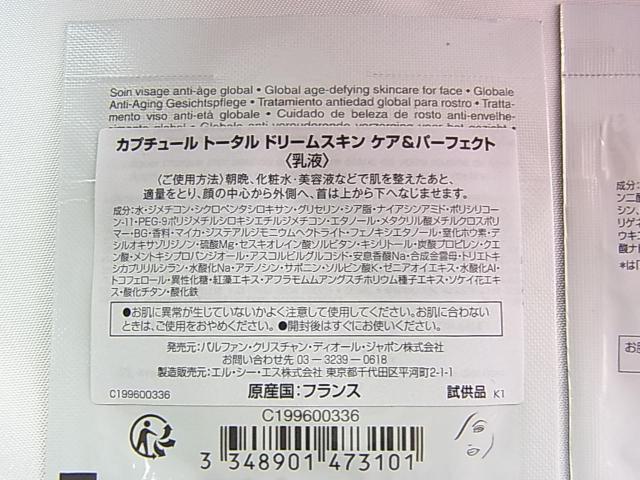 Soin visage anti-âge global • Global age-defying skincare for face • Globale
Anti-Aging Gesichtspflege • Tratamiento antiedad global para rostro • Tratta-
mento viso anti-età globale • Cuidado de beleza de rosto anti-envelhe-
カプチュール トータル ドリームスキン ケア&パーフェクト
〈乳液〉
〈ご使用方法〉朝晩、化粧水・美容液などで肌を整えたあと、
適量をとり、顔の中心から外側へ、首は上から下へなじませます。
成分:水・ジメチコン・シクロペンタシロキサン・グリセリン・シア脂・ナイアシンアミド・ポリシリコー
ン-11・PEG-9ポリジメチルシロキシエチルジメチコン・エタノール・メタクリル酸メチルクロスポリ
マー・BG・香料・マイカ・ジステアルジモニウムヘクトライト・フェノキシエタノール・窒化ホウ素・デ
シルオキサゾリジノン・硫酸Mg・セスキオレイン酸ソルビタン・キシリトール・炭酸プロピレン・クエ
ン酸・メントキシプロパンジオール・アスコルビルグルコシド・安息香酸Na・合成金雲母・トリエトキ
シカプリリルシラン・水酸化Na・アデノシン・サポニン・ソルビン酸K・ゼニアオイエキス・水酸化Al・
トコフェロール・異性化糖・紅藻エキス・アフラモムムアングスチホリウム種子エキス・ソケイ花エキ
ス・酸化チタン・酸化鉄
●お肌に異常が生じていないかよく注意して使用してください。お肌に合わない
ときは、ご使用をおやめください。●開封後はすぐにお使いください。
発売元:パルファン・クリスチャン・ディオール・ジャポン株式会社
お問い合わせ先 03-3239-0618
製造販売元:エル・シー・エス株式会社 東京都千代田区平河町2-1-1
C199600336 原産国:フランス 試供品 K1
C199600336
3 348901 473101